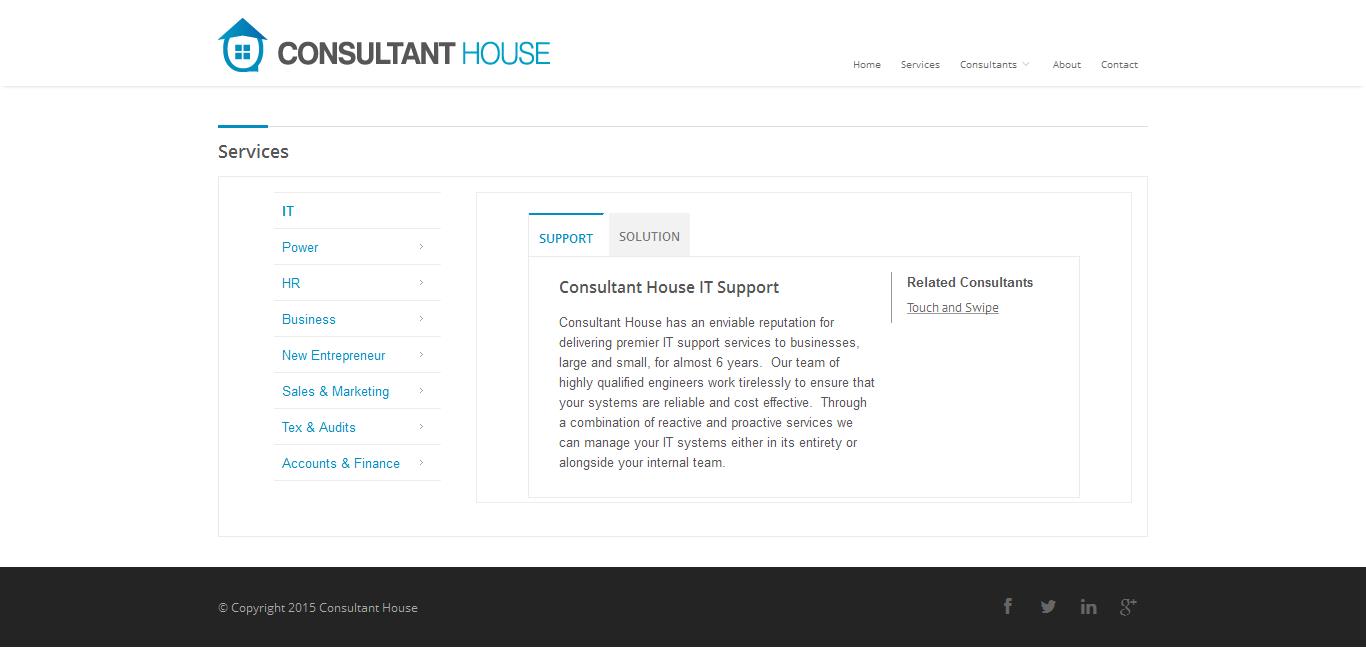 CONSULTANT HOUSE
Home Services Consultants About Contact
Services
IT
Power
HR
Business
New Entrepreneur
Sales & Marketing
Tex & Audits
Accounts & Finance
SUPPORT SOLUTION
Consultant House IT Support
Consultant House has an enviable reputation for
delivering premier IT support services to businesses,
large and small, for almost 6 years.  Our team of
highly qualified engineers work tirelessly to ensure that
your systems are reliable and cost effective.  Through
a combination of reactive and proactive services we
can manage your IT systems either in its entirety or
alongside your internal team.
Related Consultants
Touch and Swipe
© Copyright 2015 Consultant House